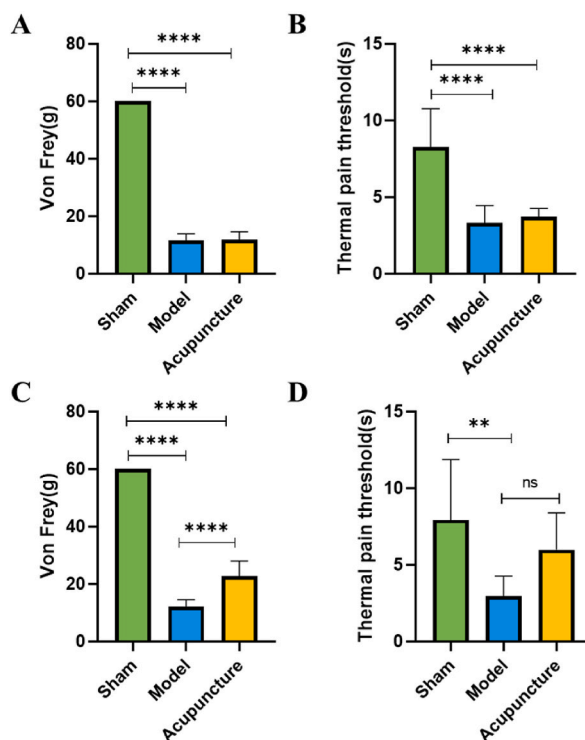 A
Von Frey(g)
80
60
40
20
0
****
****
Sham
Model
Acupuncture
B
Thermal pain threshold(s)
15
10
5
0
****
****
Sham
Model
Acupuncture
C
Von Frey(g)
80
60
40
20
0
****
****
****
Sham
Model
Acupuncture
D
Thermal pain threshold(s)
15
10
5
0
**
ns
Sham
Model
Acupuncture